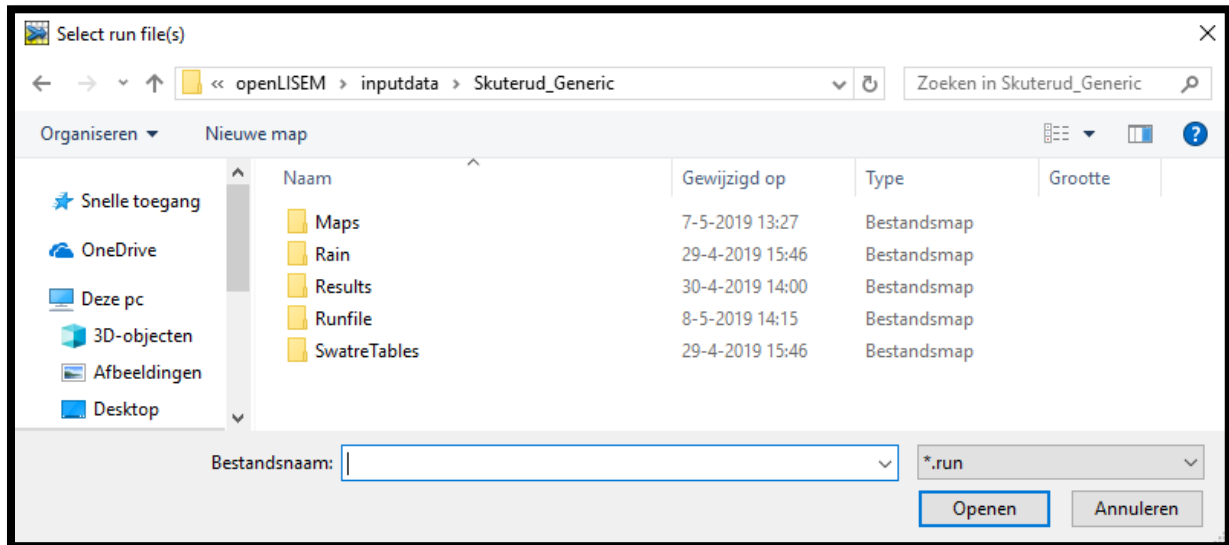 Select run file(s)
« openLISEM > inputdata > Skuterud_Generic
Zoeken in Skuterud_Generic
Organiseren Nieuwe map
Naam Gewijzigd op Type Grootte
Snelle toegang
OneDrive
Deze pc
3D-objecten
Afbeeldingen
Desktop
Maps 7-5-2019 13:27 Bestandsmap
Rain 29-4-2019 15:46 Bestandsmap
Results 30-4-2019 14:00 Bestandsmap
Runfile 8-5-2019 14:15 Bestandsmap
SwatreTables 29-4-2019 15:46 Bestandsmap
Bestandsnaam: *.run
Openen Annuleren